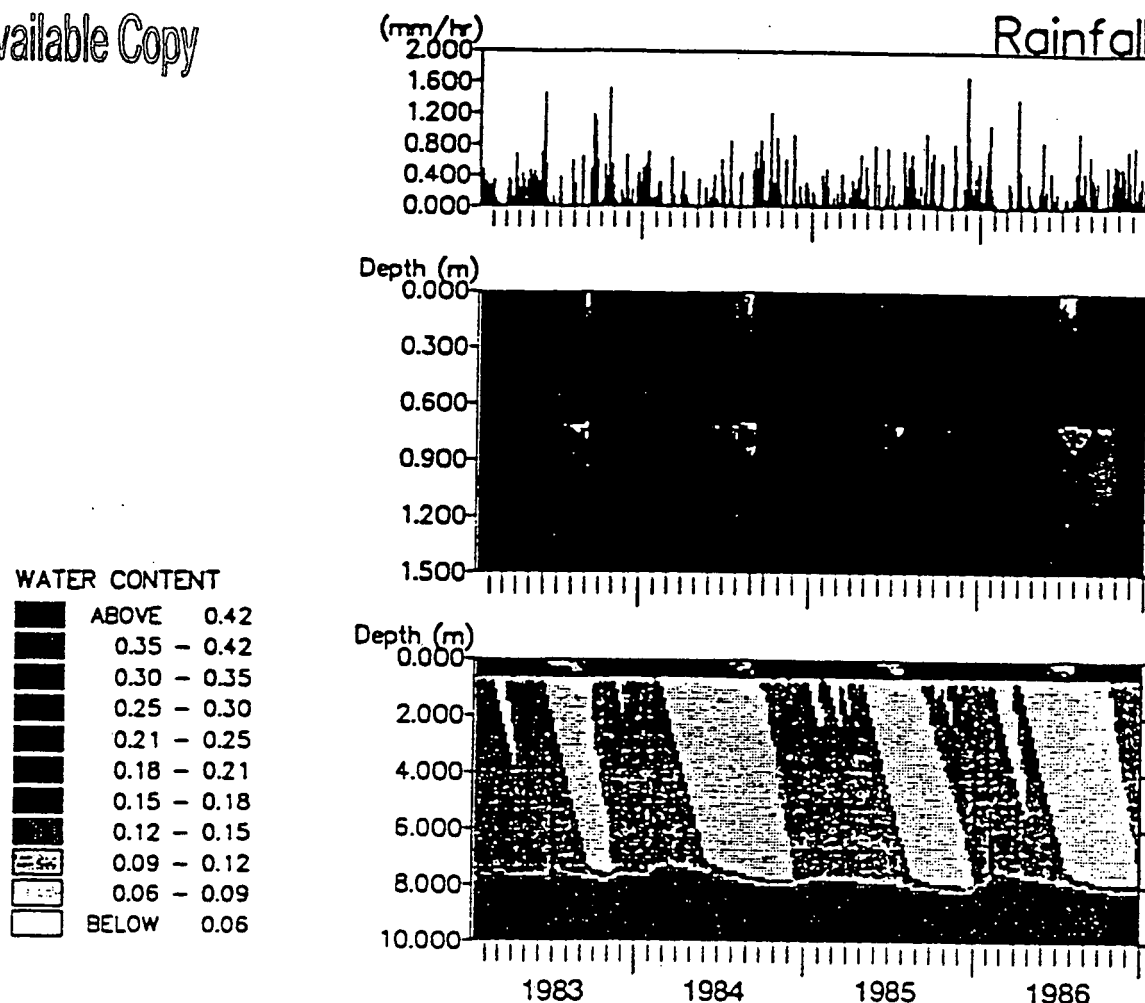 vailable Copy
(mm/hr)
Rainfall
2.000
1.600
1.200
0.800
0.400
0.000
Depth (m)
0.000
0.300
0.600
0.900
1.200
1.500
WATER CONTENT
ABOVE 0.42
0.35 - 0.42
0.30 - 0.35
0.25 - 0.30
0.21 - 0.25
0.18 - 0.21
0.15 - 0.18
0.12 - 0.15
0.09 - 0.12
0.06 - 0.09
BELOW 0.06
Depth (m)
0.000
2.000
4.000
6.000
8.000
10.000
1983 1984 1985 1986